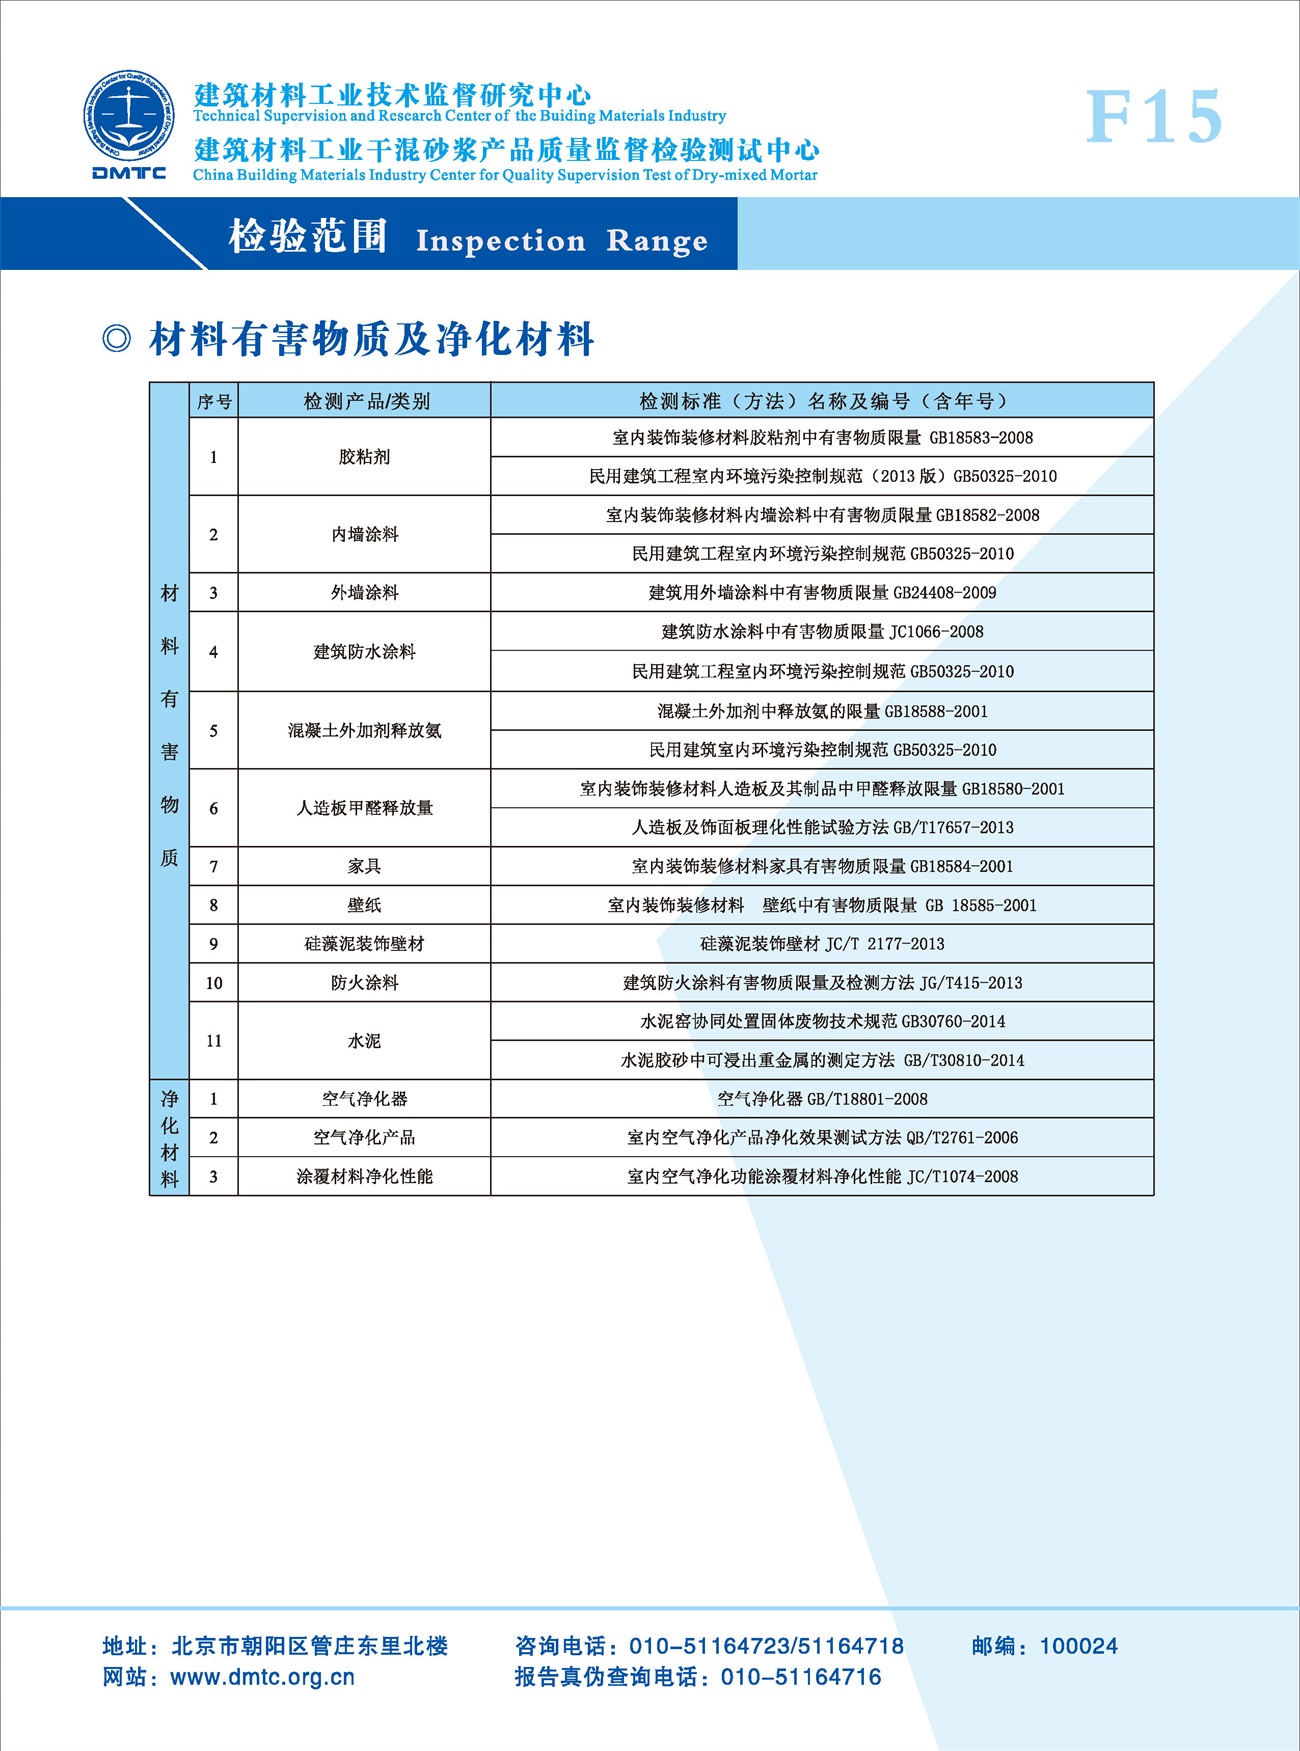 建筑材料工业技术监督研究中心
Technical Supervision and Research Center of the Buiding Materials Industry
建筑材料工业干混砂浆产品质量监督检验测试中心
China Building Materials Industry Center for Quality Supervision Test of Dry-mixed Mortar
DMTC
F15
检验范围 Inspection Range
◎ 材料有害物质及净化材料
序号 检测产品/类别 检测标准（方法）名称及编号（含年号）
材料有害物质
1 胶粘剂 室内装饰装修材料胶粘剂中有害物质限量 GB18583-2008
民用建筑工程室内环境污染控制规范（2013 版）GB50325-2010
2 内墙涂料 室内装饰装修材料内墙涂料中有害物质限量 GB18582-2008
民用建筑工程室内环境污染控制规范 GB50325-2010
3 外墙涂料 建筑用外墙涂料中有害物质限量 GB24408-2009
4 建筑防水涂料 建筑防水涂料中有害物质限量 JC1066-2008
民用建筑工程室内环境污染控制规范 GB50325-2010
5 混凝土外加剂释放氨 混凝土外加剂中释放氨的限量 GB18588-2001
民用建筑室内环境污染控制规范 GB50325-2010
6 人造板甲醛释放量 室内装饰装修材料人造板及其制品中甲醛释放限量 GB18580-2001
人造板及饰面板理化性能试验方法 GB/T17657-2013
7 家具 室内装饰装修材料家具有害物质限量 GB18584-2001
8 壁纸 室内装饰装修材料 壁纸中有害物质限量 GB 18585-2001
9 硅藻泥装饰壁材 硅藻泥装饰壁材 JC/T 2177-2013
10 防火涂料 建筑防火涂料有害物质限量及检测方法 JG/T415-2013
11 水泥 水泥窑协同处置固体废物技术规范 GB30760-2014
水泥胶砂中可浸出重金属的测定方法 GB/T30810-2014
净化材料
1 空气净化器 空气净化器 GB/T18801-2008
2 空气净化产品 室内空气净化产品净化效果测试方法 QB/T2761-2006
3 涂覆材料净化性能 室内空气净化功能涂覆材料净化性能 JC/T1074-2008
地址：北京市朝阳区管庄东里北楼 咨询电话：010-51164723/51164718 邮编：100024
网站：www.dmtc.org.cn 报告真伪查询电话：010-51164716